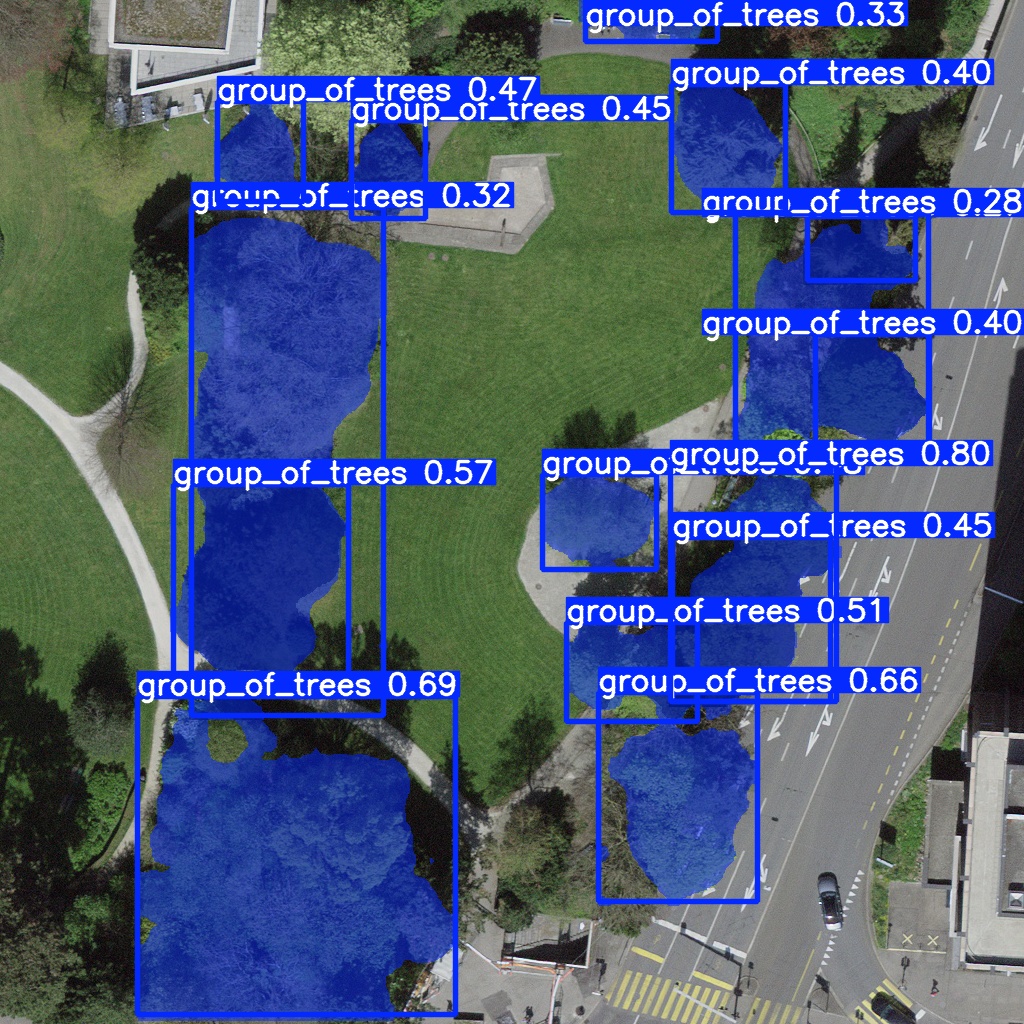 group_of_trees 0.33
group_of_trees 0.40
group_of_trees 0.47
group_of_trees 0.45
group_of_trees 0.32
group_of_trees 0.28
group_of_trees 0.40
group_of_trees 0.80
group_of_trees 0.57
group_of_trees 0.45
group_of_trees 0.51
group_of_trees 0.66
group_of_trees 0.69